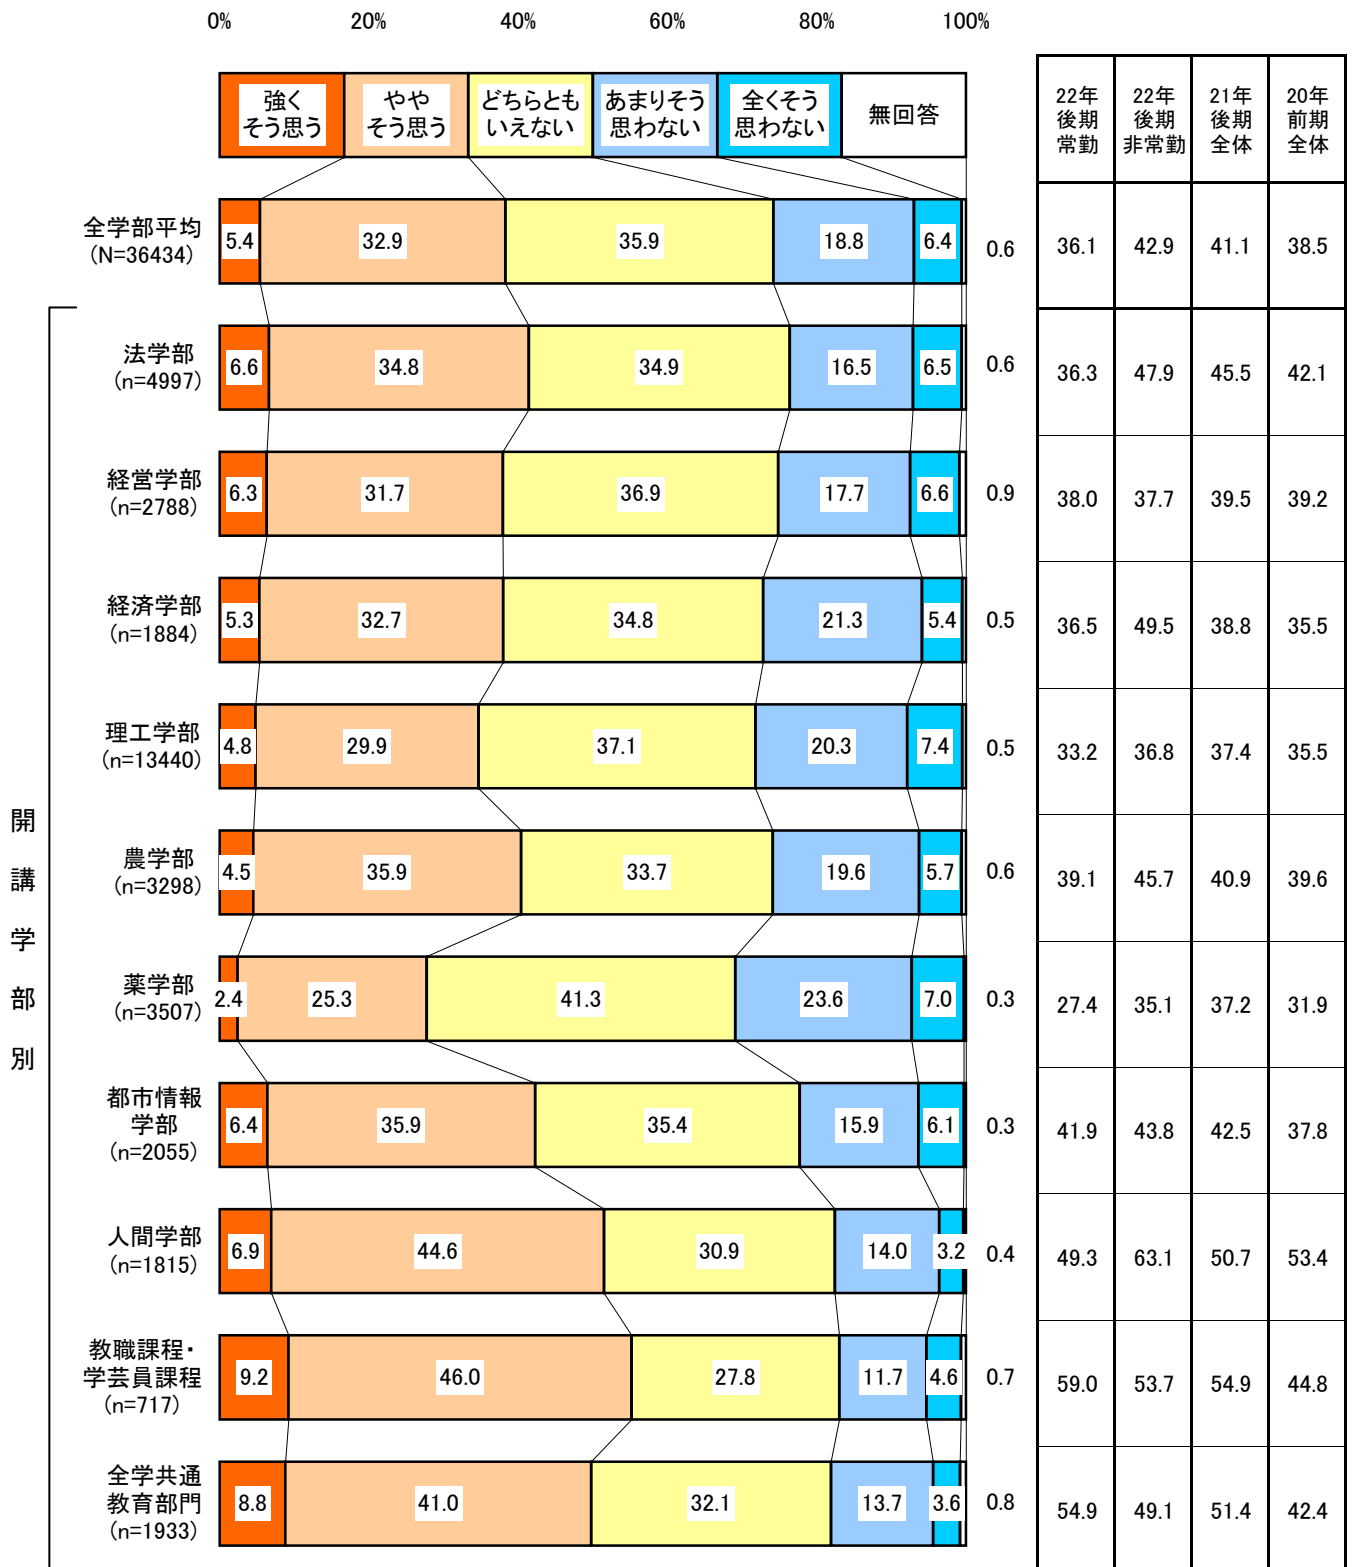 0% 20% 40% 60% 80% 100%
強く
そう思う
やや
そう思う
どちらとも
いえない
あまりそう
思わない
全くそう
思わない
無回答
22年
後期
常勤
22年
後期
非常勤
21年
後期
全体
20年
前期
全体
全学部平均
(N=36434)
5.4 32.9 35.9 18.8 6.4 0.6 36.1 42.9 41.1 38.5
開講学部別
法学部
(n=4997)
6.6 34.8 34.9 16.5 6.5 0.6 36.3 47.9 45.5 42.1
経営学部
(n=2788)
6.3 31.7 36.9 17.7 6.6 0.9 38.0 37.7 39.5 39.2
経済学部
(n=1884)
5.3 32.7 34.8 21.3 5.4 0.5 36.5 49.5 38.8 35.5
理工学部
(n=13440)
4.8 29.9 37.1 20.3 7.4 0.5 33.2 36.8 37.4 35.5
農学部
(n=3298)
4.5 35.9 33.7 19.6 5.7 0.6 39.1 45.7 40.9 39.6
薬学部
(n=3507)
2.4 25.3 41.3 23.6 7.0 0.3 27.4 35.1 37.2 31.9
都市情報
学部
(n=2055)
6.4 35.9 35.4 15.9 6.1 0.3 41.9 43.8 42.5 37.8
人間学部
(n=1815)
6.9 44.6 30.9 14.0 3.2 0.4 49.3 63.1 50.7 53.4
教職課程・
学芸員課程
(n=717)
9.2 46.0 27.8 11.7 4.6 0.7 59.0 53.7 54.9 44.8
全学共通
教育部門
(n=1933)
8.8 41.0 32.1 13.7 3.6 0.8 54.9 49.1 51.4 42.4